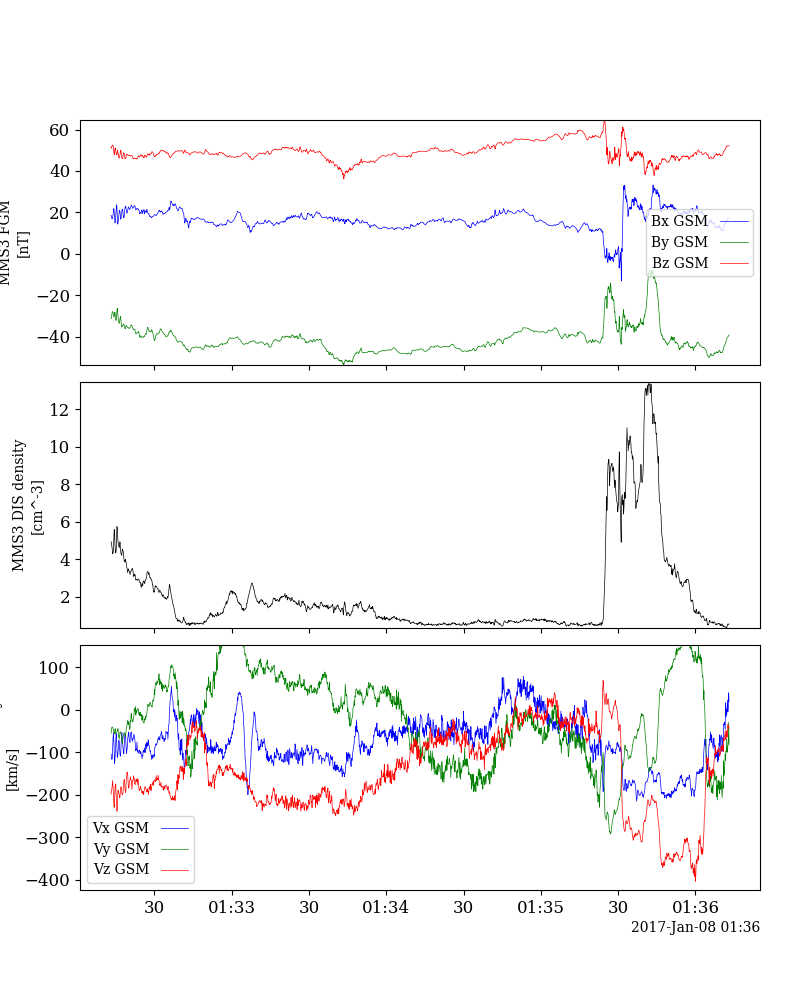 60
40
20
0
−20
−40
MMS3 FGM
[nT]
Bx GSM
By GSM
Bz GSM
12
10
8
6
4
2
MMS3 DIS density
[cm^-3]
100
0
−100
−200
−300
−400
[km/s]
Vx GSM
Vy GSM
Vz GSM
30 01:33 30 01:34 30 01:35 30 01:36
2017-Jan-08 01:36